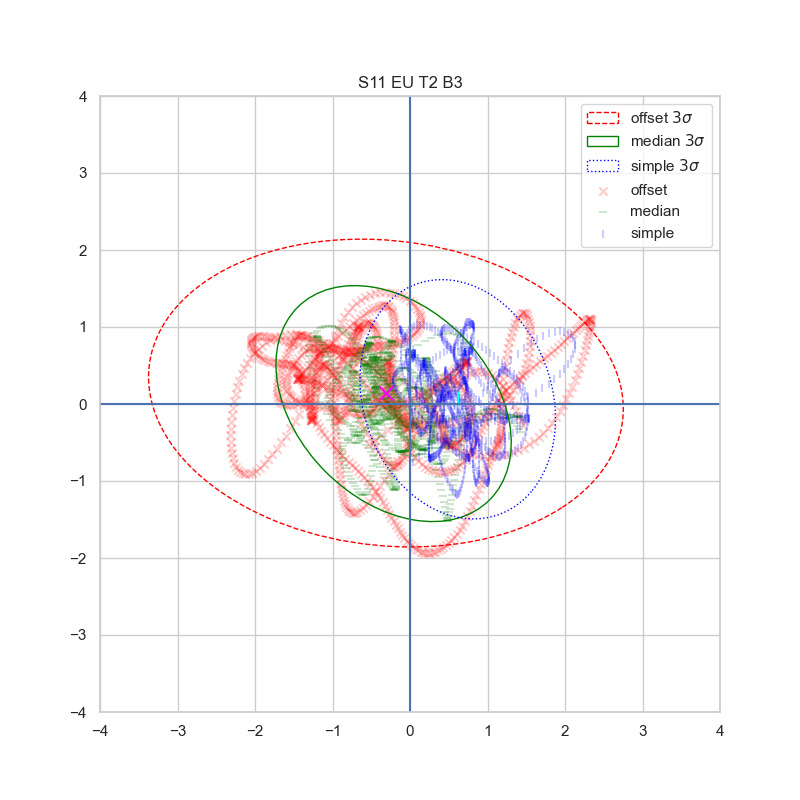 S11 EU T2 B3
offset 3σ
median 3σ
simple 3σ
offset
median
simple
4
3
2
1
0
−1
−2
−3
−4
−4 −3 −2 −1 0 1 2 3 4